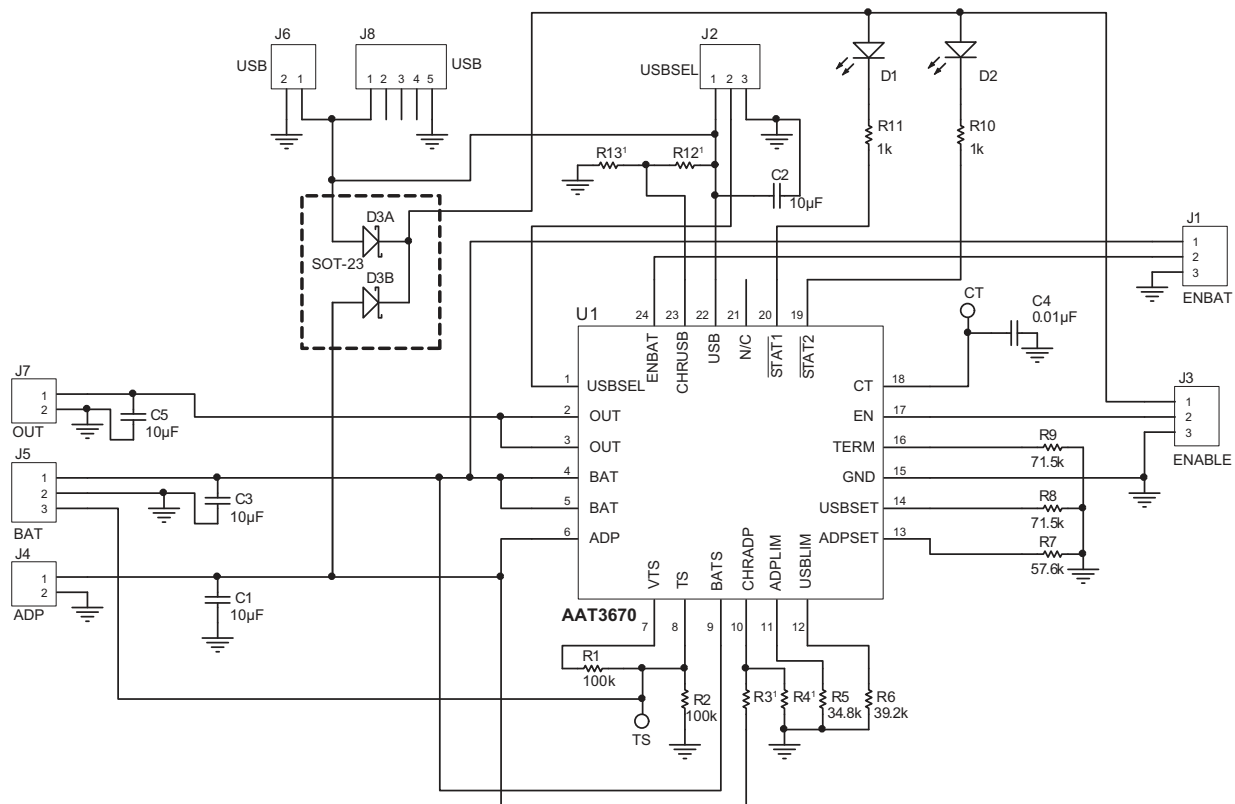 J6
USB
2 1
J8
1 2 3 4 5
USB
J2
USBSEL
1 2 3
D1
D2
R11
1k
R10
1k
R13¹
R12¹
C2
10µF
D3A
SOT-23
D3B
J1
1
2
3
ENBAT
CT
C4
0.01µF
U1
24 23 22 21 20 19
ENBAT
CHRUSB
USB
N/C
STAT1
STAT2
1 USBSEL
2 OUT
3 OUT
4 BAT
5 BAT
6 ADP
CT 18
EN 17
TERM 16
GND 15
USBSET 14
ADPSET 13
VTS
TS
BATS
CHRADP
ADPLIM
USBLIM
AAT3670
7 8 9 10 11 12
J7
1
2
OUT
C5
10µF
J5
1
2
3
BAT
C3
10µF
J4
1
2
ADP
C1
10µF
J3
1
2
3
ENABLE
R9
71.5k
R8
71.5k
R7
57.6k
R1
100k
R2
100k
TS
R3¹
R4¹
R5
34.8k
R6
39.2k